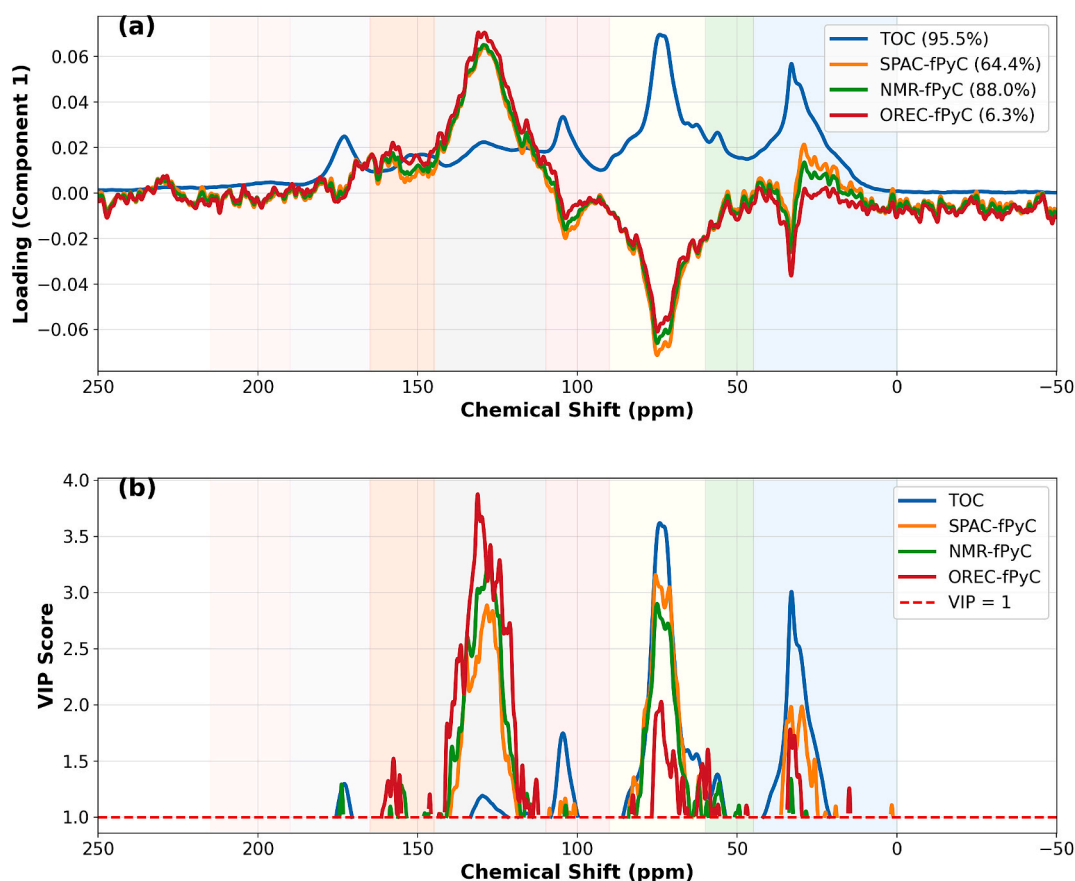 (a)
TOC (95.5%)
SPAC-fPyC (64.4%)
NMR-fPyC (88.0%)
OREC-fPyC (6.3%)
Loading (Component 1)
0.06
0.04
0.02
0.00
−0.02
−0.04
−0.06
250 200 150 100 50 0 −50
Chemical Shift (ppm)
(b)
TOC
SPAC-fPyC
NMR-fPyC
OREC-fPyC
VIP = 1
VIP Score
4.0
3.5
3.0
2.5
2.0
1.5
1.0
250 200 150 100 50 0 −50
Chemical Shift (ppm)